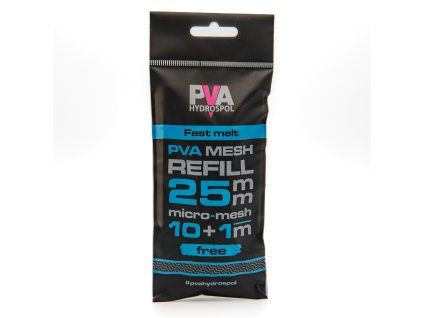 PVA
HYDROSPOL
Fast melt
PVA MESH
REFILL
25mm
micro-mesh
10+1m
free
#pvahydrospol